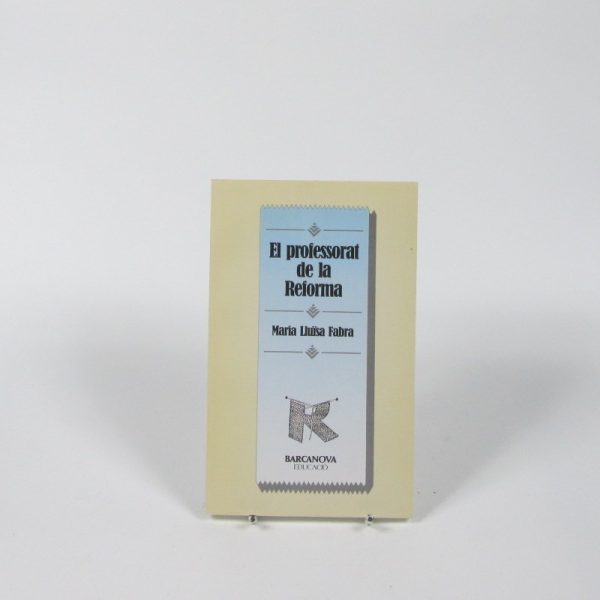 El professorat
de la
Reforma
Maria Lluïsa Fabra
BARCANOVA
EDUCACIÓ